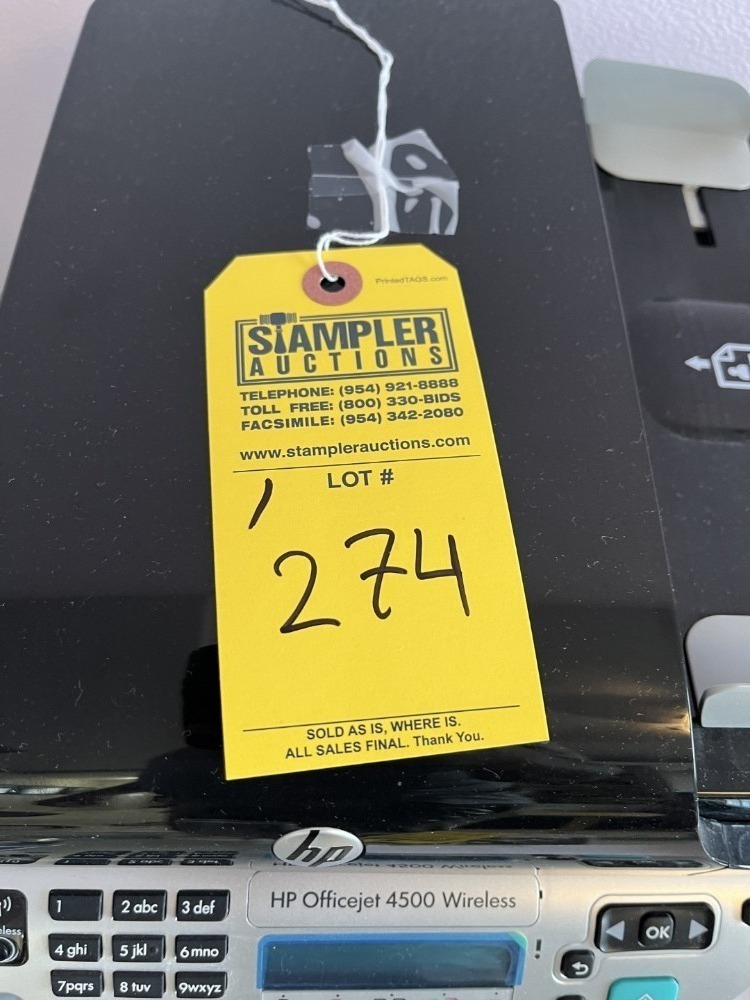 PrintedTAGS.com
STAMPLER
AUCTIONS
TELEPHONE: (954) 921-8888
TOLL FREE: (800) 330-BIDS
FACSIMILE: (954) 342-2080
www.stamplerauctions.com
LOT #
' 274
SOLD AS IS, WHERE IS.
ALL SALES FINAL. Thank You.
hp
HP Officejet 4500 Wireless
1 2 abc 3 def
4 ghi 5 jkl 6 mno
7pqrs 8 tuv 9wxyz
OK
!